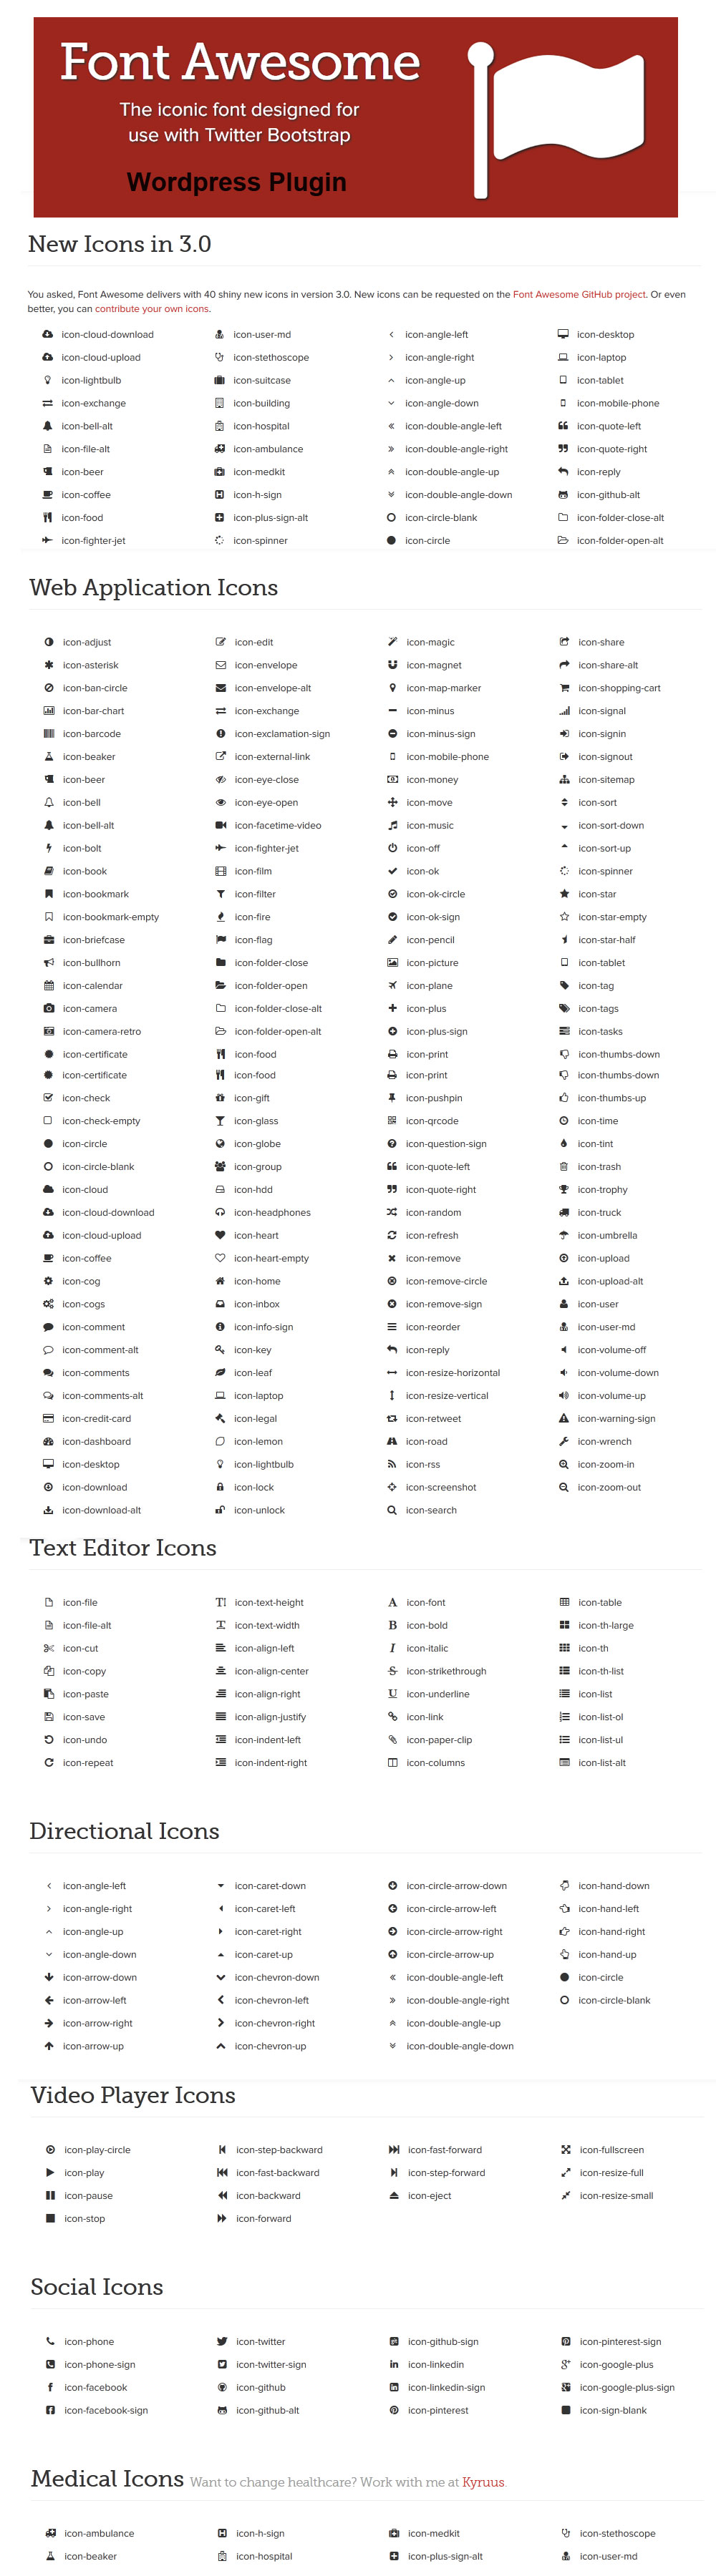 Font Awesome
The iconic font designed for
use with Twitter Bootstrap
Wordpress Plugin
New Icons in 3.0
You asked, Font Awesome delivers with 40 shiny new icons in version 3.0. New icons can be requested on the Font Awesome GitHub project. Or even
better, you can contribute your own icons.
icon-cloud-download icon-user-md icon-angle-left icon-desktop
icon-cloud-upload icon-stethoscope icon-angle-right icon-laptop
icon-lightbulb icon-suitcase icon-angle-up icon-tablet
icon-exchange icon-building icon-angle-down icon-mobile-phone
icon-bell-alt icon-hospital icon-double-angle-left icon-quote-left
icon-file-alt icon-ambulance icon-double-angle-right icon-quote-right
icon-beer icon-medkit icon-double-angle-up icon-reply
icon-coffee icon-h-sign icon-double-angle-down icon-github-alt
icon-food icon-plus-sign-alt icon-circle-blank icon-folder-close-alt
icon-fighter-jet icon-spinner icon-circle icon-folder-open-alt
Web Application Icons
icon-adjust icon-edit icon-magic icon-share
icon-asterisk icon-envelope icon-magnet icon-share-alt
icon-ban-circle icon-envelope-alt icon-map-marker icon-shopping-cart
icon-bar-chart icon-exchange icon-minus icon-signal
icon-barcode icon-exclamation-sign icon-minus-sign icon-signin
icon-beaker icon-external-link icon-mobile-phone icon-signout
icon-beer icon-eye-close icon-money icon-sitemap
icon-bell icon-eye-open icon-move icon-sort
icon-bell-alt icon-facetime-video icon-music icon-sort-down
icon-bolt icon-fighter-jet icon-off icon-sort-up
icon-book icon-film icon-ok icon-spinner
icon-bookmark icon-filter icon-ok-circle icon-star
icon-bookmark-empty icon-fire icon-ok-sign icon-star-empty
icon-briefcase icon-flag icon-pencil icon-star-half
icon-bullhorn icon-folder-close icon-picture icon-tablet
icon-calendar icon-folder-open icon-plane icon-tag
icon-camera icon-folder-close-alt icon-plus icon-tags
icon-camera-retro icon-folder-open-alt icon-plus-sign icon-tasks
icon-certificate icon-food icon-print icon-thumbs-down
icon-certificate icon-food icon-print icon-thumbs-down
icon-check icon-gift icon-pushpin icon-thumbs-up
icon-check-empty icon-glass icon-qrcode icon-time
icon-circle icon-globe icon-question-sign icon-tint
icon-circle-blank icon-group icon-quote-left icon-trash
icon-cloud icon-hdd icon-quote-right icon-trophy
icon-cloud-download icon-headphones icon-random icon-truck
icon-cloud-upload icon-heart icon-refresh icon-umbrella
icon-coffee icon-heart-empty icon-remove icon-upload
icon-cog icon-home icon-remove-circle icon-upload-alt
icon-cogs icon-inbox icon-remove-sign icon-user
icon-comment icon-info-sign icon-reorder icon-user-md
icon-comment-alt icon-key icon-reply icon-volume-off
icon-comments icon-leaf icon-resize-horizontal icon-volume-down
icon-comments-alt icon-laptop icon-resize-vertical icon-volume-up
icon-credit-card icon-legal icon-retweet icon-warning-sign
icon-dashboard icon-lemon icon-road icon-wrench
icon-desktop icon-lightbulb icon-rss icon-zoom-in
icon-download icon-lock icon-screenshot icon-zoom-out
icon-download-alt icon-unlock icon-search
Text Editor Icons
icon-file icon-text-height icon-font icon-table
icon-file-alt icon-text-width icon-bold icon-th-large
icon-cut icon-align-left icon-italic icon-th
icon-copy icon-align-center icon-strikethrough icon-th-list
icon-paste icon-align-right icon-underline icon-list
icon-save icon-align-justify icon-link icon-list-ol
icon-undo icon-indent-left icon-paper-clip icon-list-ul
icon-repeat icon-indent-right icon-columns icon-list-alt
Directional Icons
icon-angle-left icon-caret-down icon-circle-arrow-down icon-hand-down
icon-angle-right icon-caret-left icon-circle-arrow-left icon-hand-left
icon-angle-up icon-caret-right icon-circle-arrow-right icon-hand-right
icon-angle-down icon-caret-up icon-circle-arrow-up icon-hand-up
icon-arrow-down icon-chevron-down icon-double-angle-left icon-circle
icon-arrow-left icon-chevron-left icon-double-angle-right icon-circle-blank
icon-arrow-right icon-chevron-right icon-double-angle-up
icon-arrow-up icon-chevron-up icon-double-angle-down
Video Player Icons
icon-play-circle icon-step-backward icon-fast-forward icon-fullscreen
icon-play icon-fast-backward icon-step-forward icon-resize-full
icon-pause icon-backward icon-eject icon-resize-small
icon-stop icon-forward
Social Icons
icon-phone icon-twitter icon-github-sign icon-pinterest-sign
icon-phone-sign icon-twitter-sign icon-linkedin icon-google-plus
icon-facebook icon-github icon-linkedin-sign icon-google-plus-sign
icon-facebook-sign icon-github-alt icon-pinterest icon-sign-blank
Medical Icons Want to change healthcare? Work with me at Kyruus.
icon-ambulance icon-h-sign icon-medkit icon-stethoscope
icon-beaker icon-hospital icon-plus-sign-alt icon-user-md